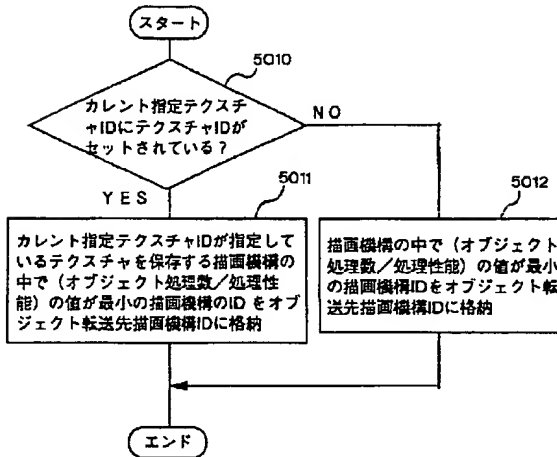 スタート
5010
カレント指定テクスチ
ャIDにテクスチャIDが
セットされている？
NO
YES
5011
カレント指定テクスチャIDが指定して
いるテクスチャを保存する描画機構の
中で（オブジェクト処理数／処理性
能）の値が最小の描画機構のID をオブ
ジェクト転送先描画機構IDに格納
5012
描画機構の中で（オブジェクト
処理数／処理性能）の値が最小
の描画機構IDをオブジェクト転
送先描画機構IDに格納
エンド